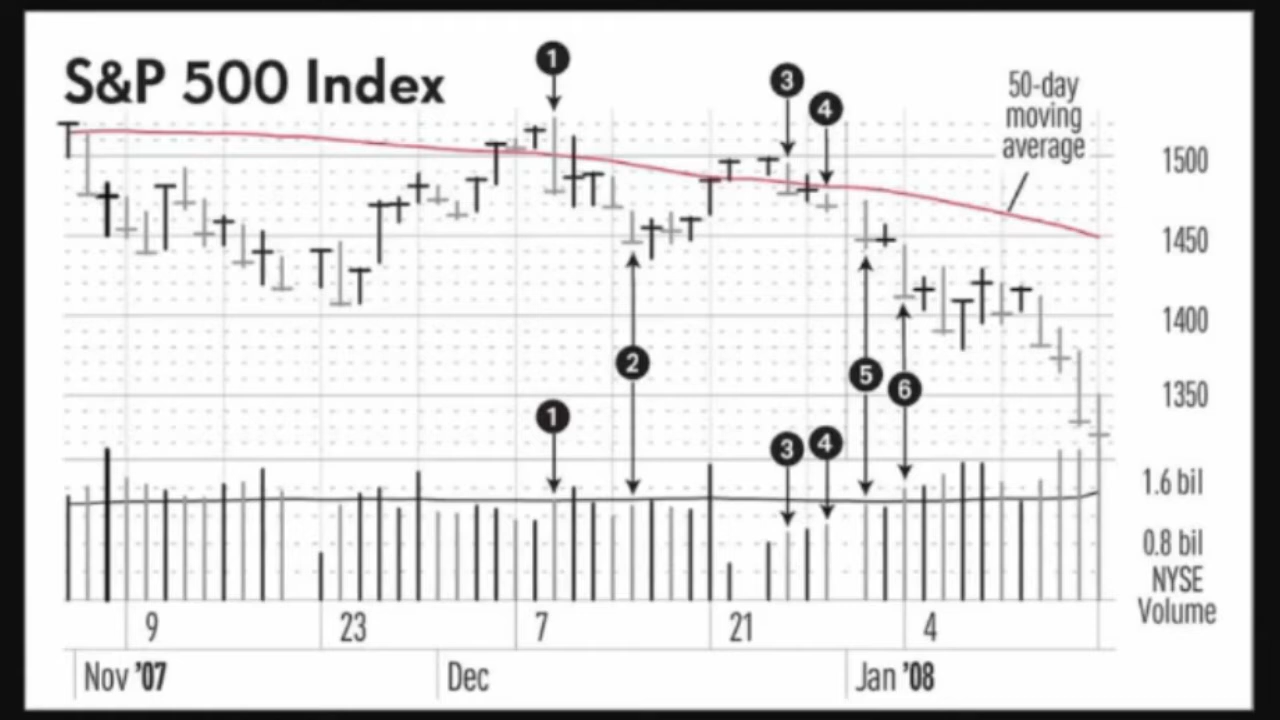 S&P 500 Index
1
3
4
50-day
moving
average
1500
1450
1400
1350
2
5
6
1
3
4
1.6 bil
0.8 bil
NYSE
Volume
9
23
7
21
4
Nov '07
Dec
Jan '08